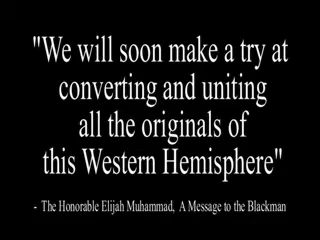 "We will soon make a try at
converting and uniting
all the originals of
this Western Hemisphere"
- The Honorable Elijah Muhammad, A Message to the Blackman